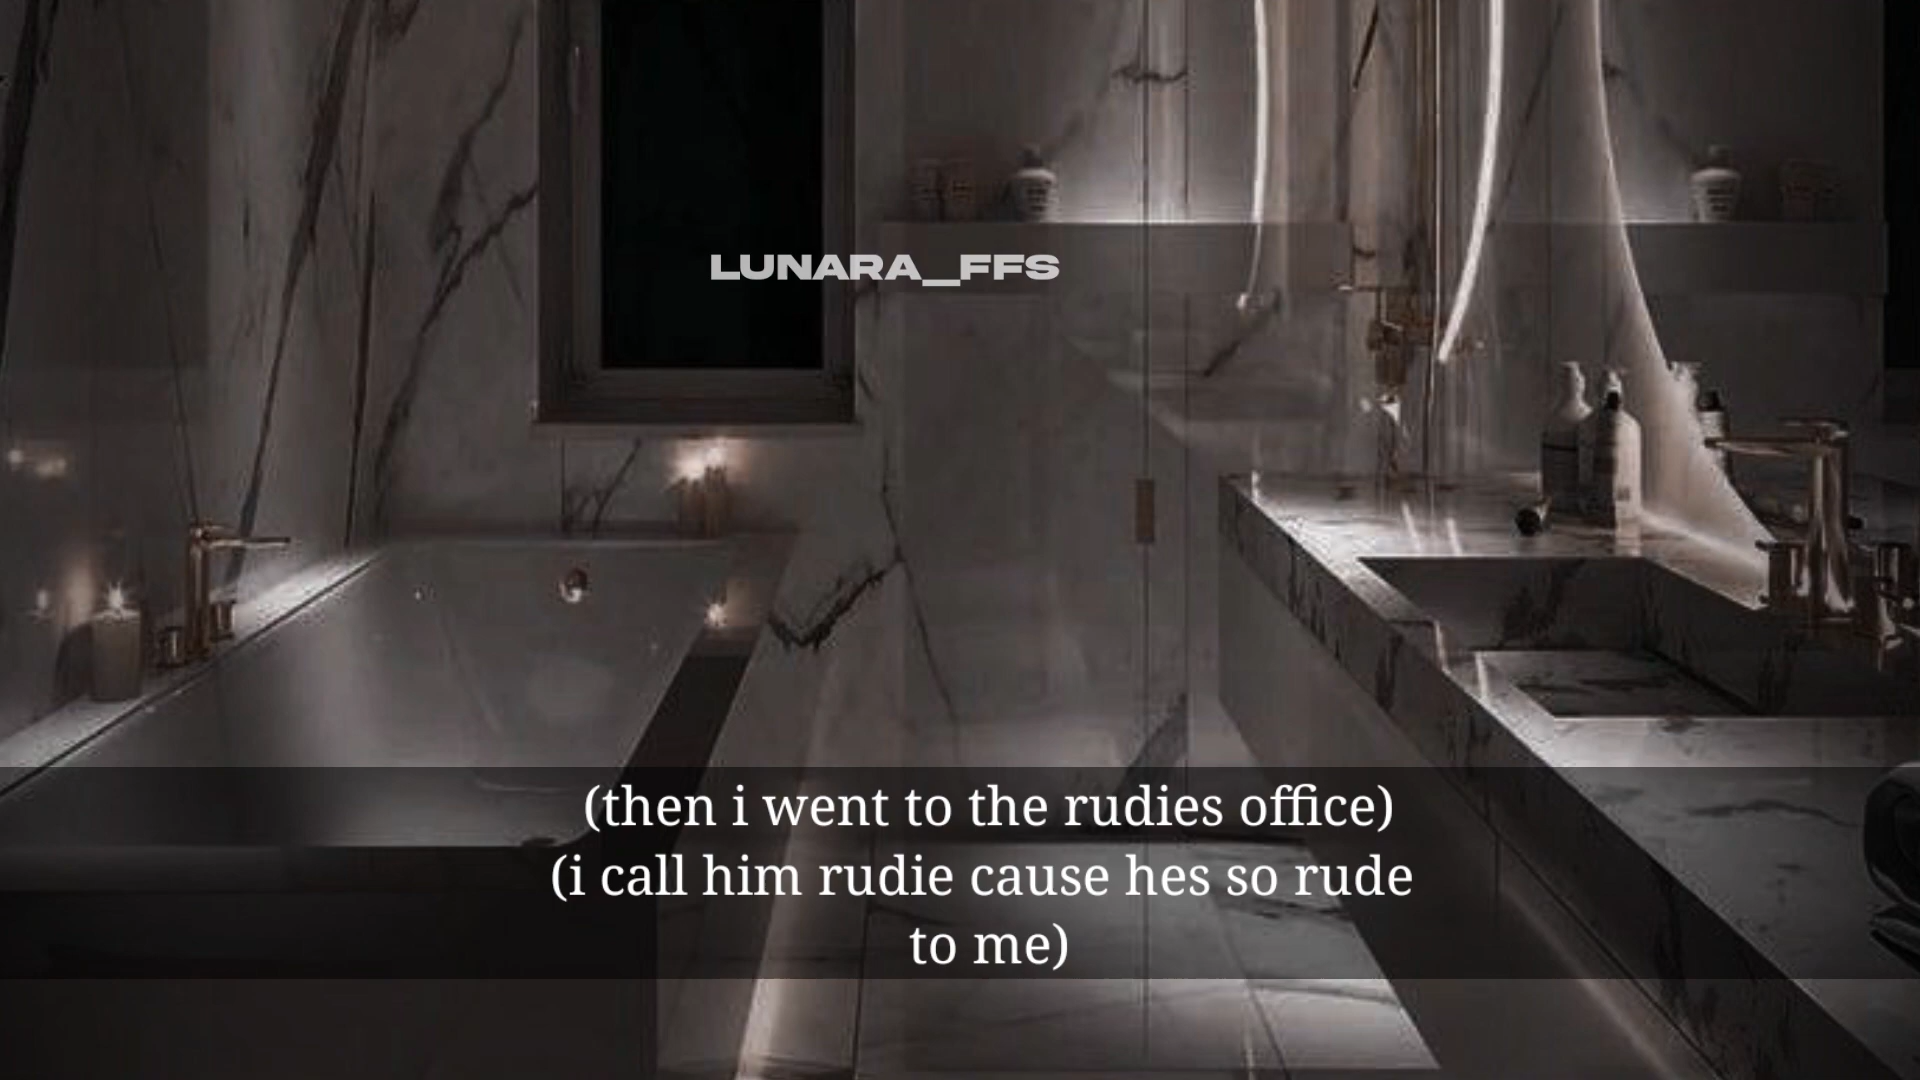 LUNARA_FFS
(then i went to the rudies office)
(i call him rudie cause hes so rude
to me)